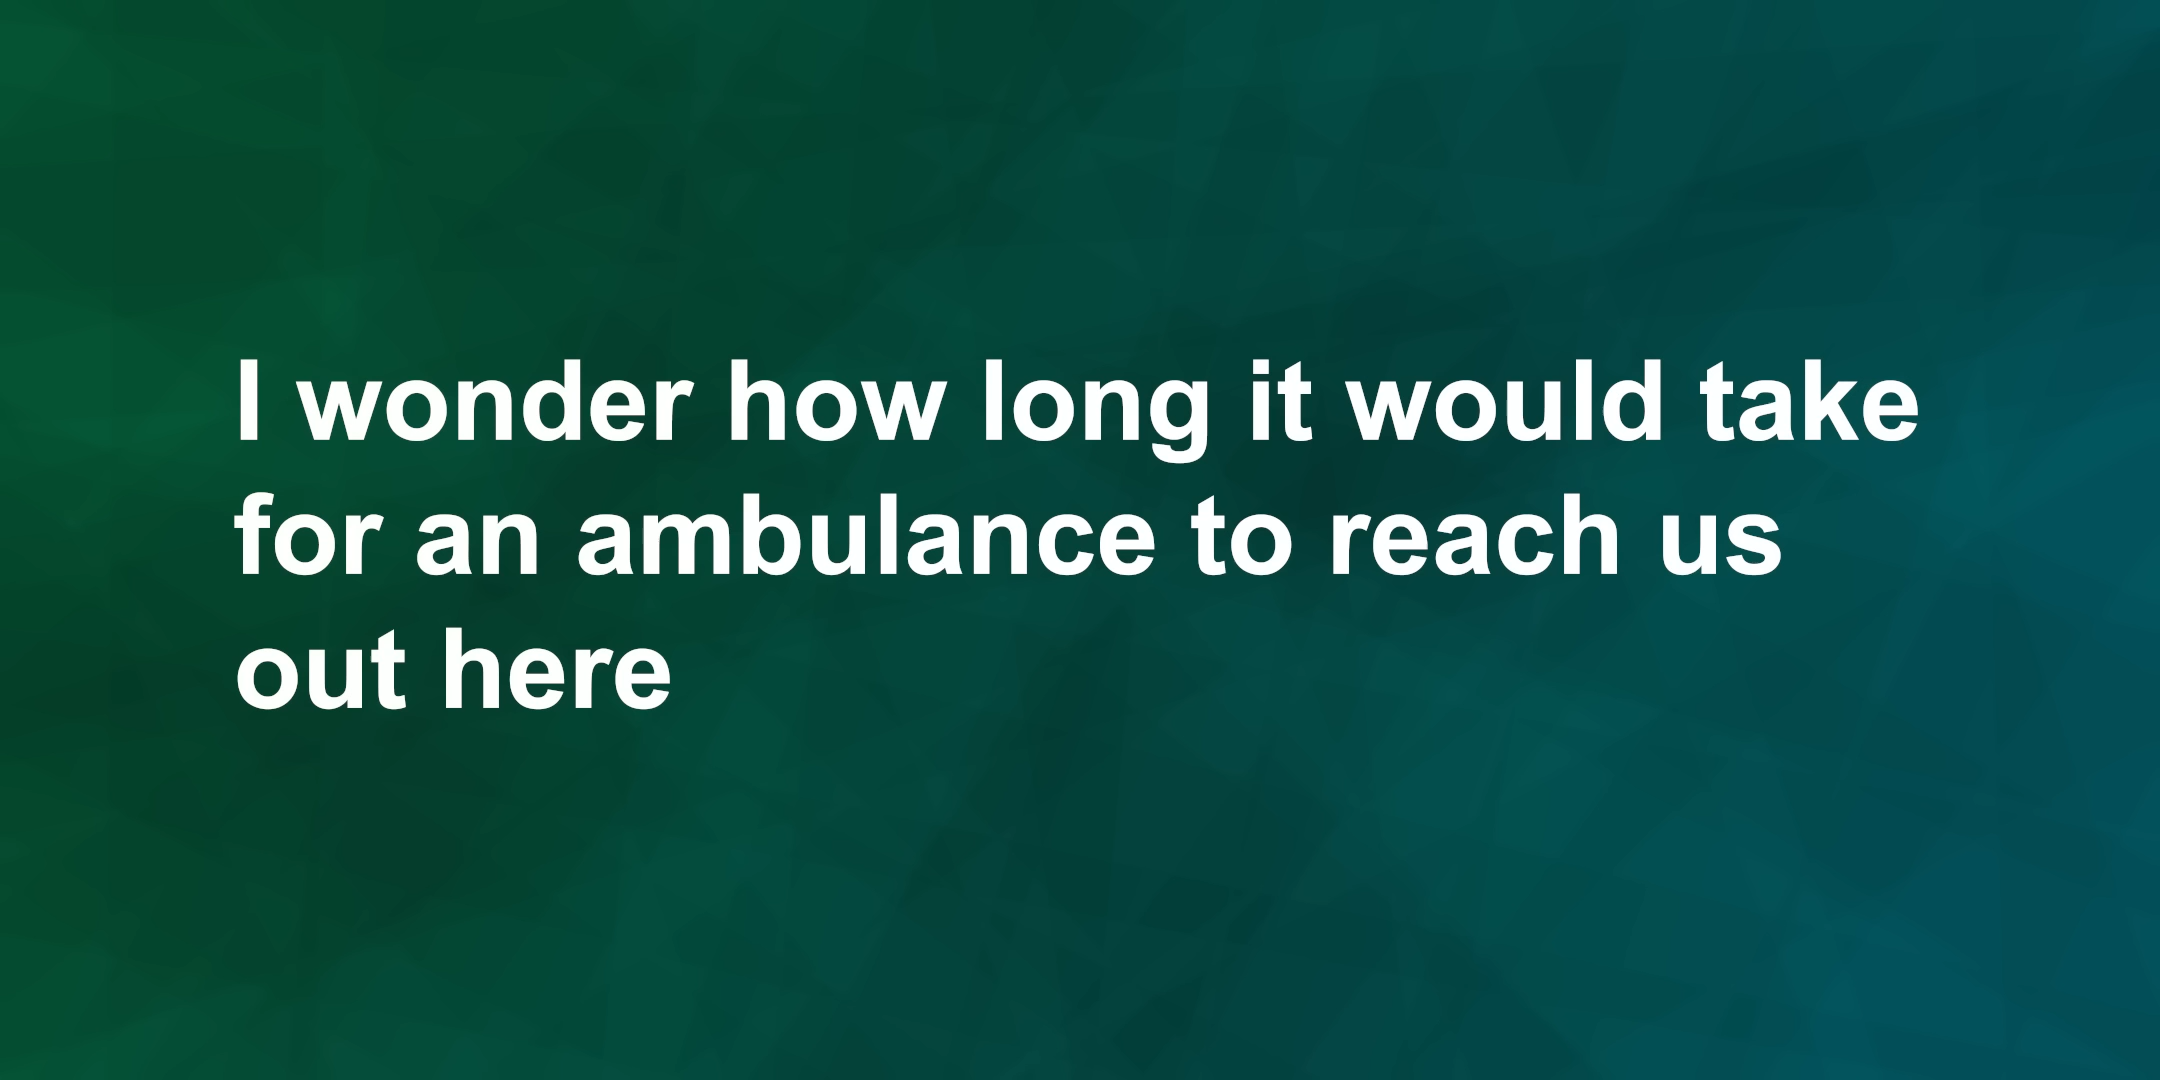 I wonder how long it would take
for an ambulance to reach us
out here